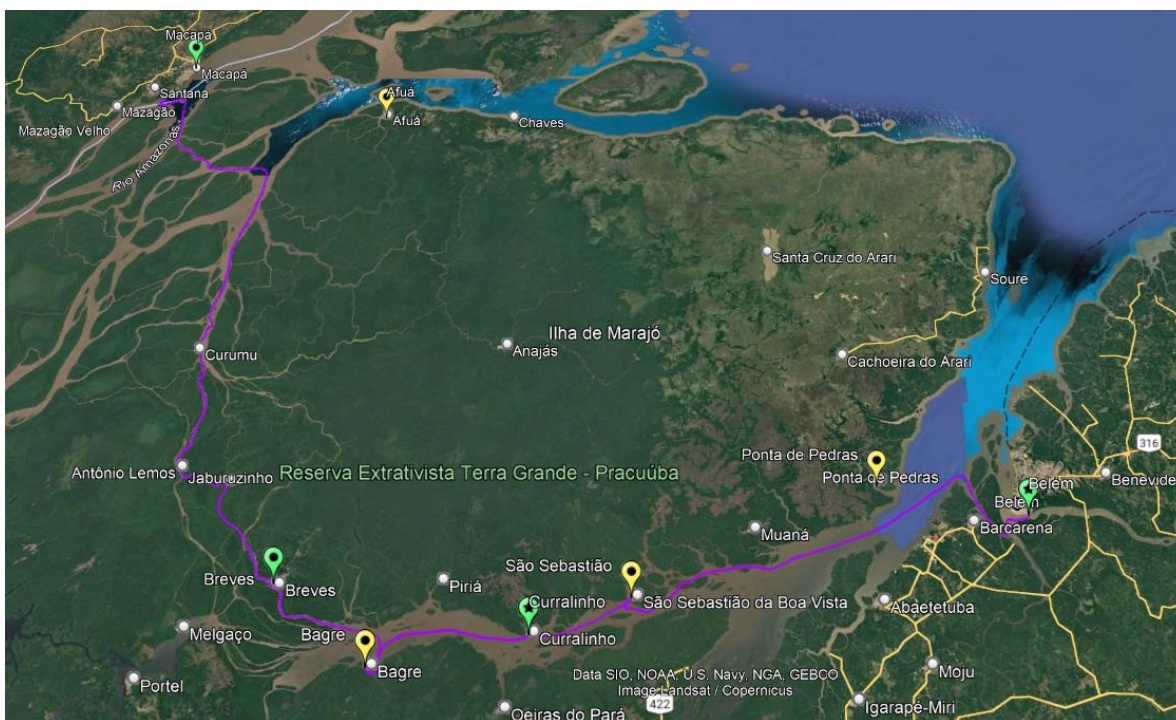 Macapá
Macapá
Santana
Mazagão
Mazagão Velho
Rio Amazonas
Afuá
Afuá
Chaves
Santa Cruz do Arari
Soure
Curumu
Ilha de Marajó
Anajás
Cachoeira do Arari
316
Antônio Lemos
Jaburuzinho
Reserva Extrativista Terra Grande - Pracuúba
Ponta de Pedras
Ponta de Pedras
Belém
Belém
Benevide
Barcarena
Muaná
São Sebastião
Breves
Breves
Piriá
Curralinho
São Sebastião da Boa Vista
Abaetetuba
Melgaço
Bagre
Curralinho
Bagre
Portel
Moju
Data SIO, NOAA, U.S. Navy, NGA, GEBCO
Image Landsat / Copernicus
Oeiras do Pará
422
Igarapé-Miri